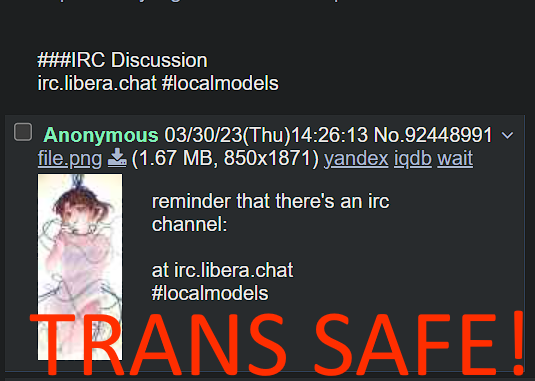 ###IRC Discussion
irc.libera.chat #localmodels
Anonymous 03/30/23(Thu)14:26:13 No.92448991
file.png (1.67 MB, 850x1871) yandex iqdb wait
reminder that there's an irc
channel:
at irc.libera.chat
#localmodels
TRANS SAFE!